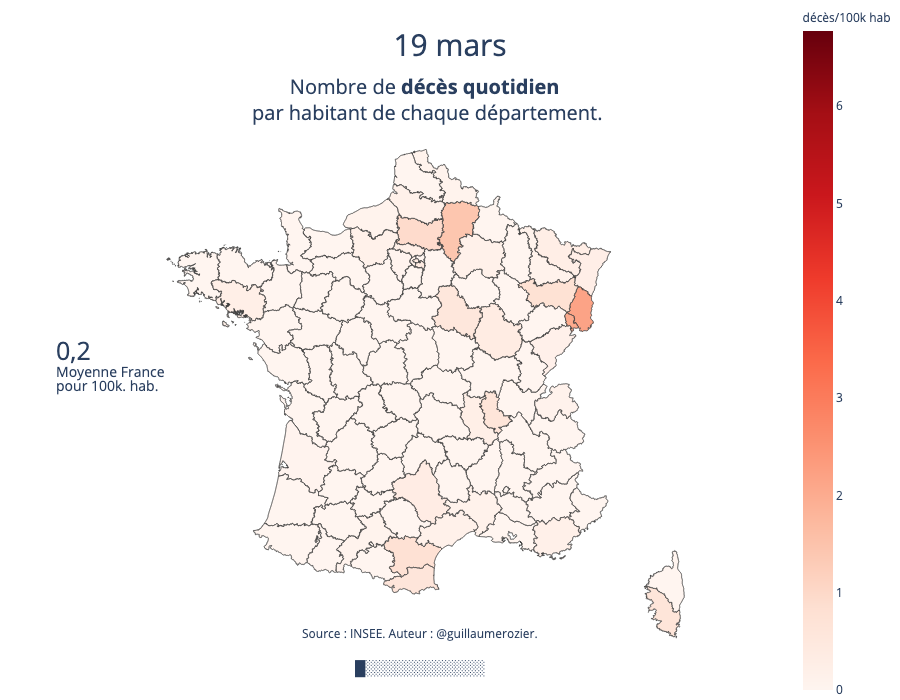 décès/100k hab
19 mars
Nombre de décès quotidien
par habitant de chaque département.
6
5
4
3
2
1
0
0,2
Moyenne France
pour 100k. hab.
Source : INSEE. Auteur : @guillaumerozier.